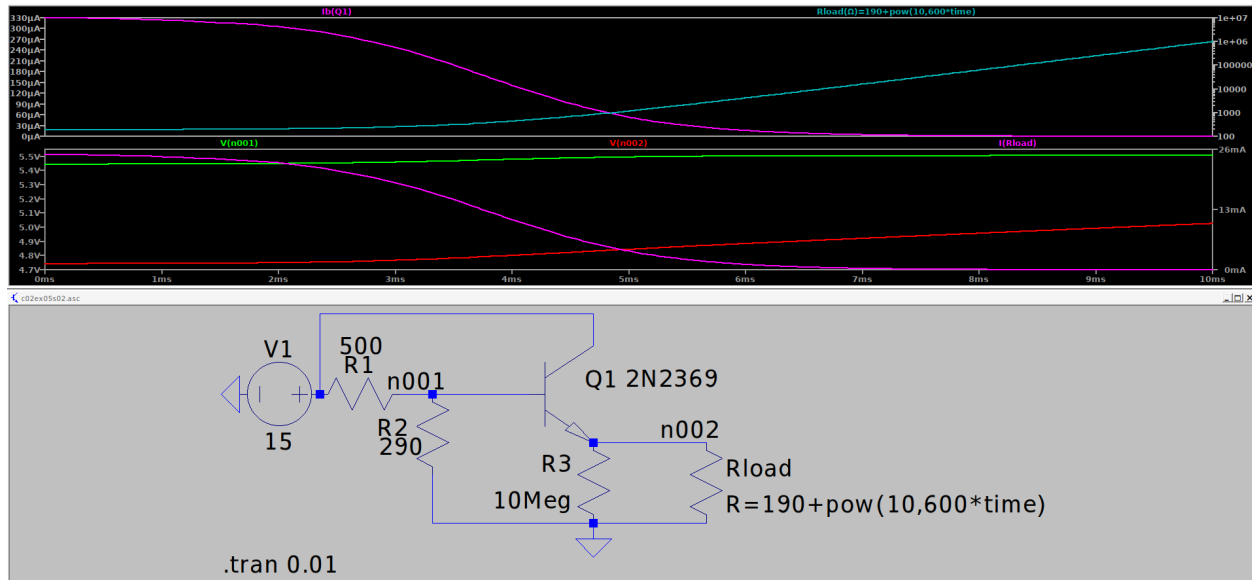 Ib(Q1) Rload(Ω)=190+pow(10,600*time)
330µA 1e+07
300µA
270µA 1e+06
240µA
210µA
180µA 100000
150µA
120µA 10000
90µA
60µA 1000
30µA
0µA 100
V(n001) V(n002) I(Rload)
5.5V 26mA
5.4V
5.3V
5.2V
5.1V 13mA
5.0V
4.9V
4.8V
4.7V 0mA
0ms 1ms 2ms 3ms 4ms 5ms 6ms 7ms 8ms 9ms 10ms
c02ex05s02.asc
V1
15
500
R1
n001
R2
290
Q1 2N2369
n002
R3
10Meg
Rload
R=190+pow(10,600*time)
.tran 0.01